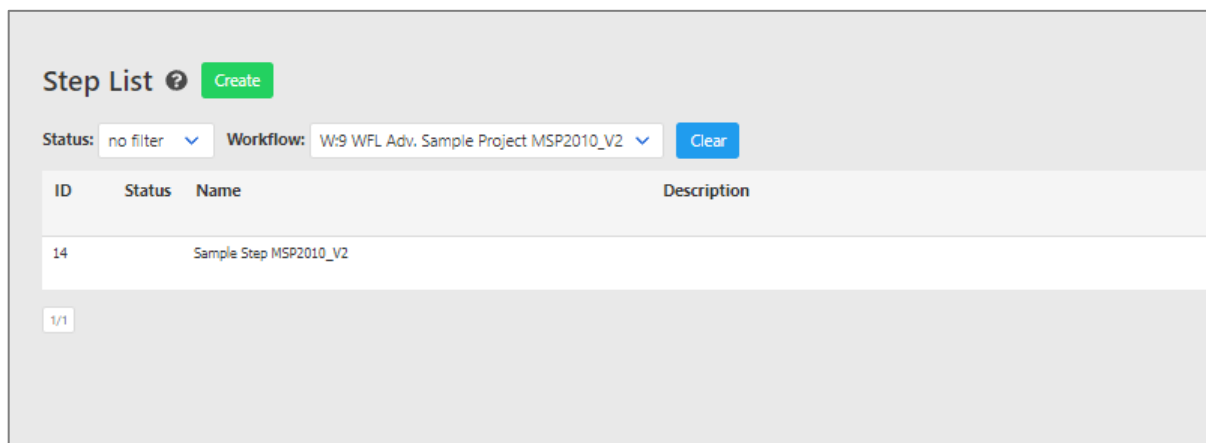 Step List ? Create
Status: no filter Workflow: W:9 WFL Adv. Sample Project MSP2010_V2 Clear
ID Status Name Description
14 Sample Step MSP2010_V2
1/1